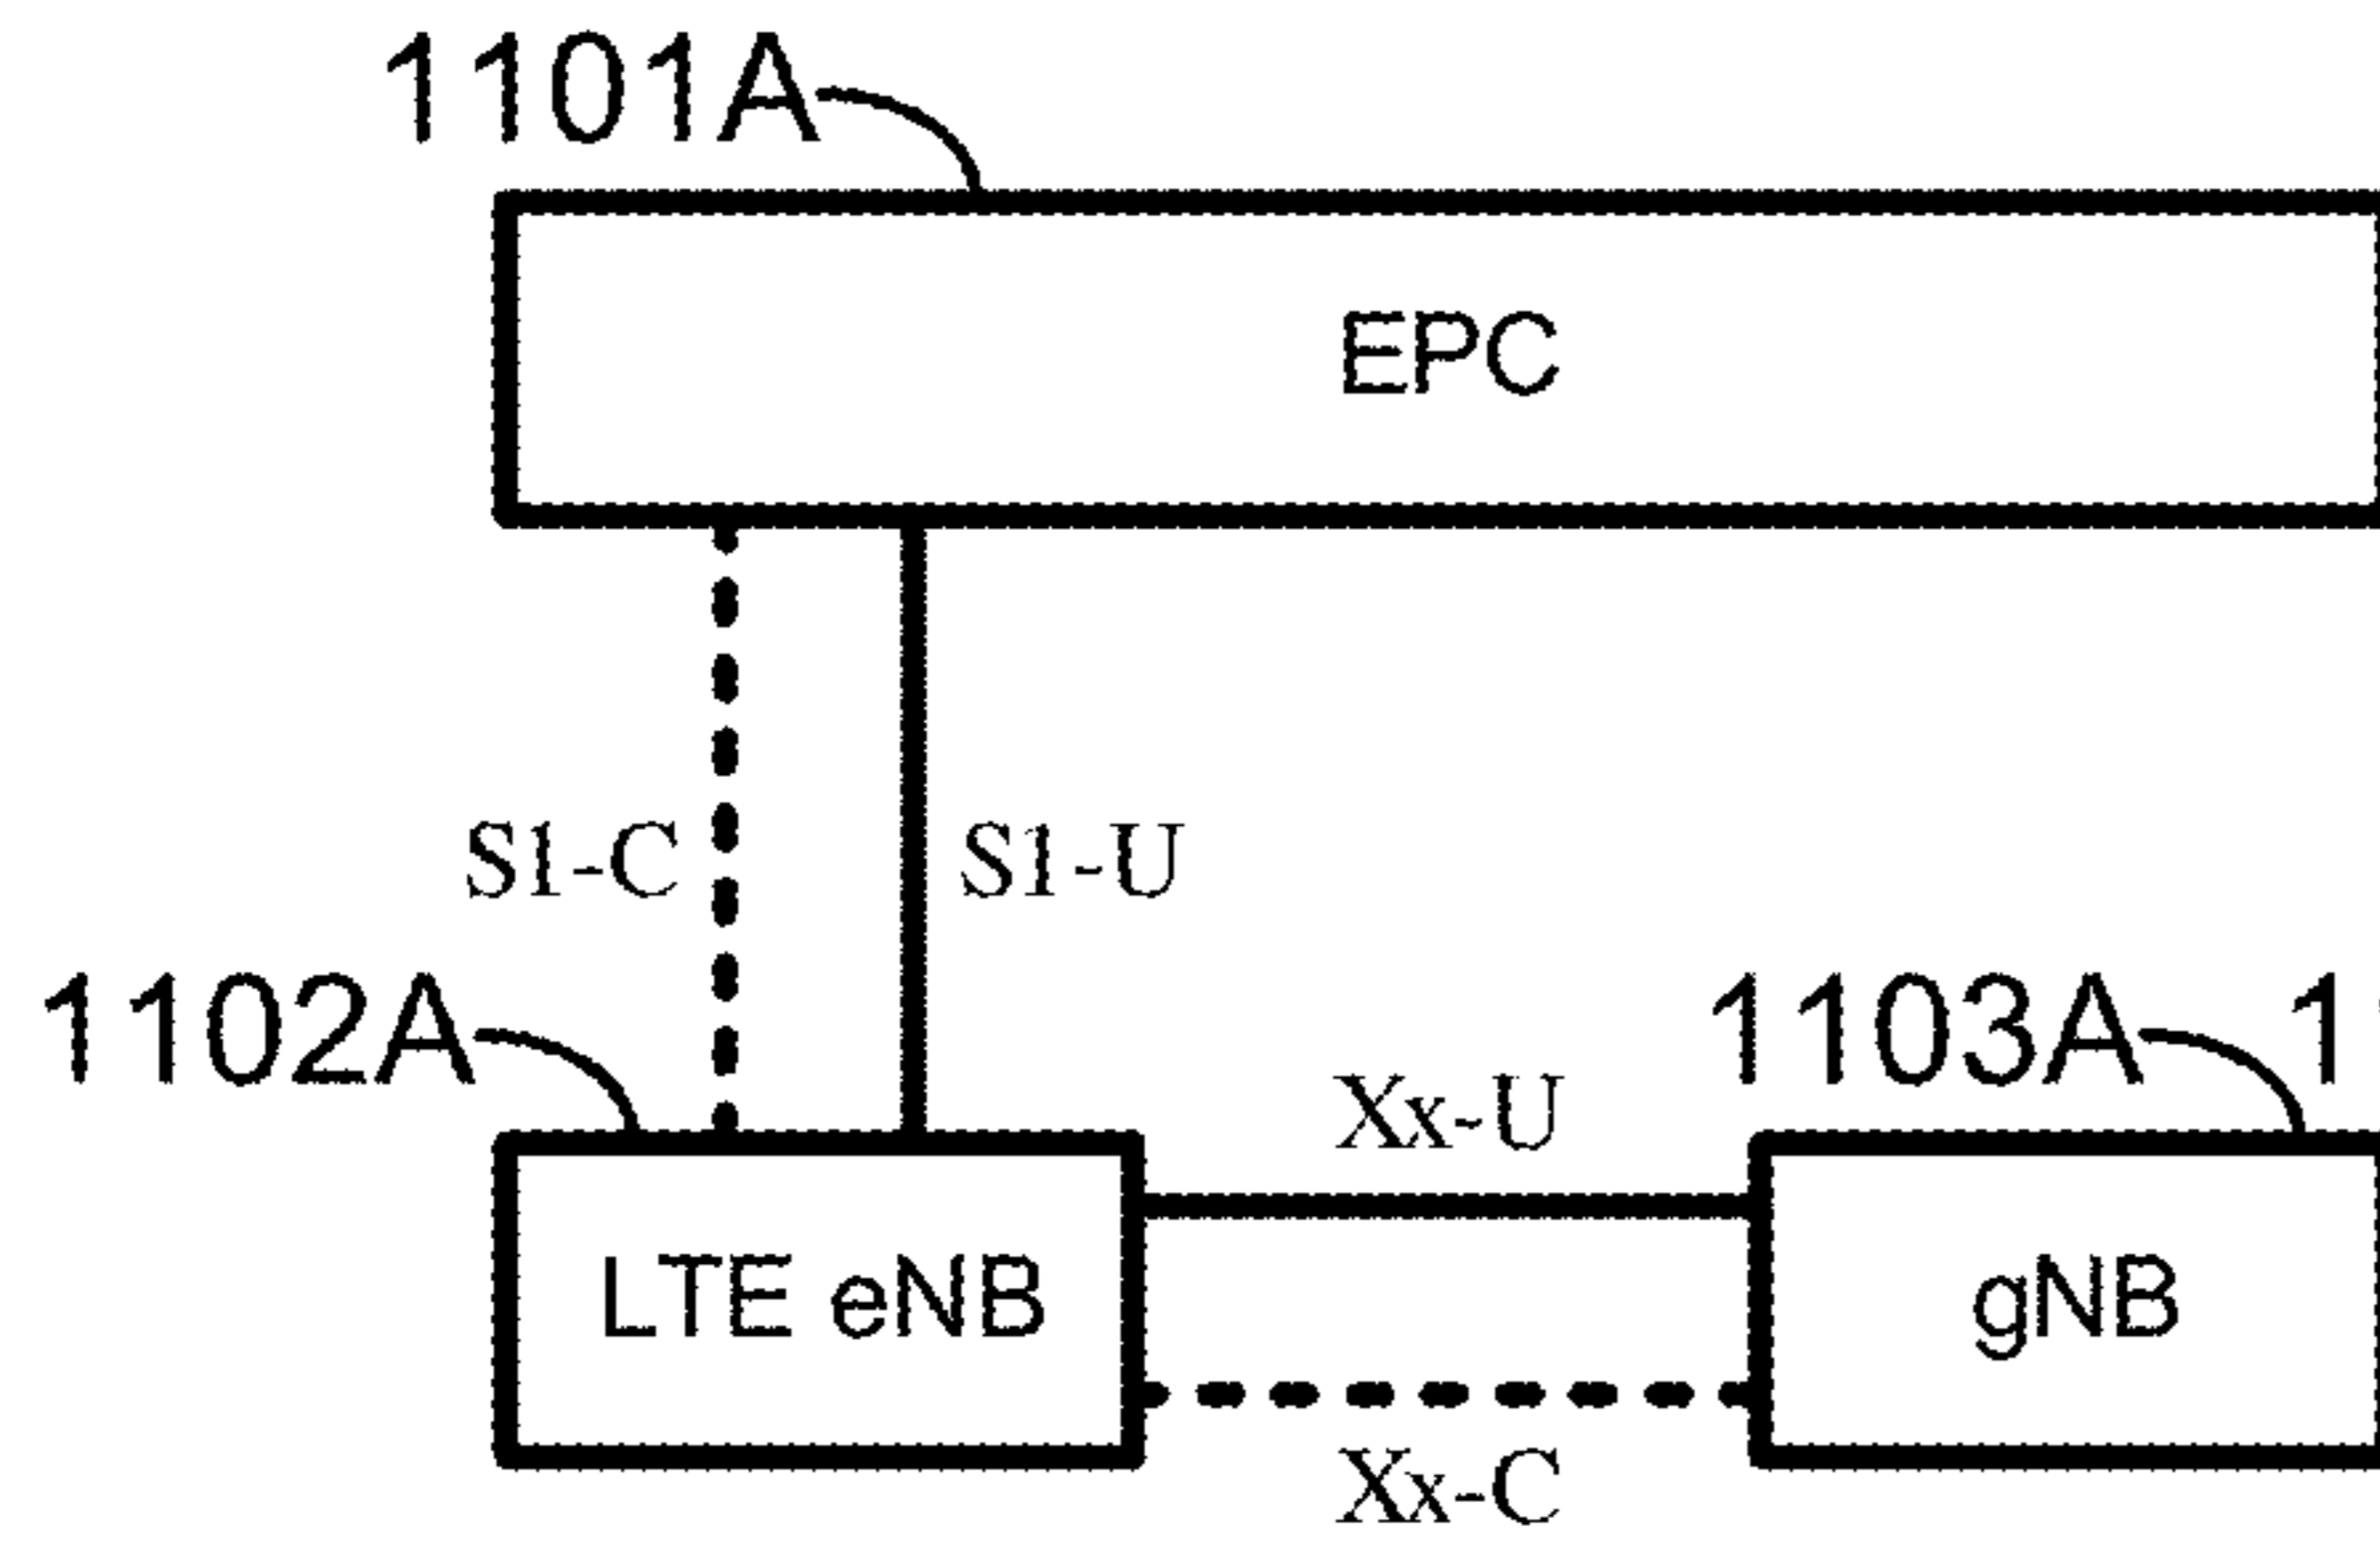 1101A
EPC
S1-C
S1-U
1102A
1103A
Xx-U
LTE eNB
gNB
Xx-C